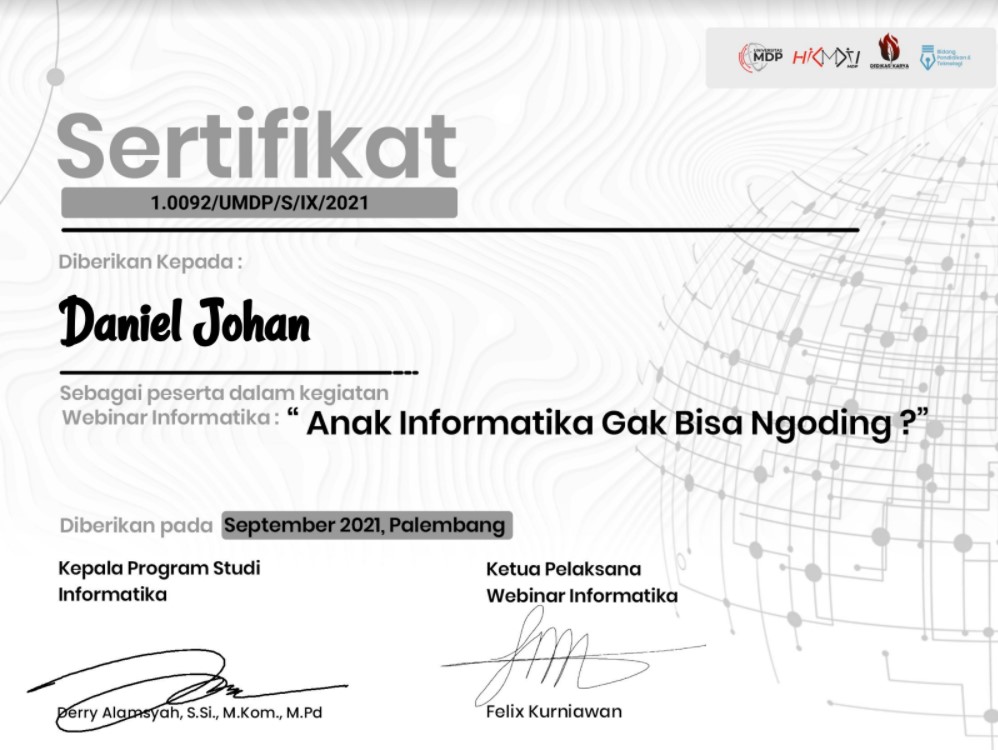 UNIVERSITAS
MDP
HIMDTI
MDP
DEDIKASI KARYA
Bidang
Pendidikan &
Teknologi
Sertifikat
1.0092/UMDP/S/IX/2021
Diberikan Kepada :
Daniel Johan
Sebagai peserta dalam kegiatan
Webinar Informatika : “ Anak Informatika Gak Bisa Ngoding ?”
Diberikan pada September 2021, Palembang
Kepala Program Studi
Informatika
Ketua Pelaksana
Webinar Informatika
Derry Alamsyah, S.Si., M.Kom., M.Pd
Felix Kurniawan